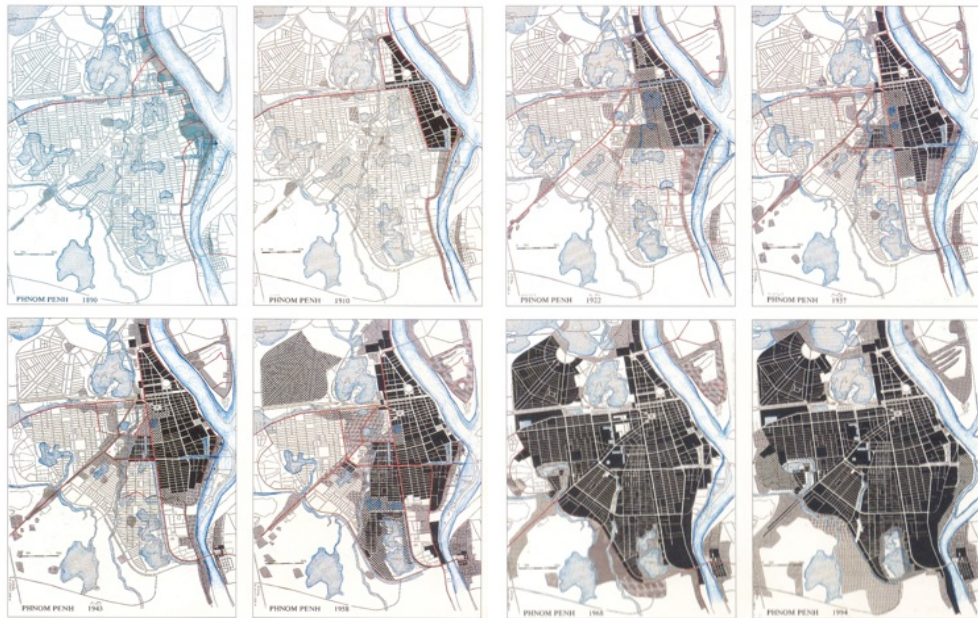 PHNOM PENH 1890
PHNOM PENH 1910
PHNOM PENH 1922
PHNOM PENH 1937
PHNOM PENH 1943
PHNOM PENH 1958
PHNOM PENH 1968
PHNOM PENH 1994